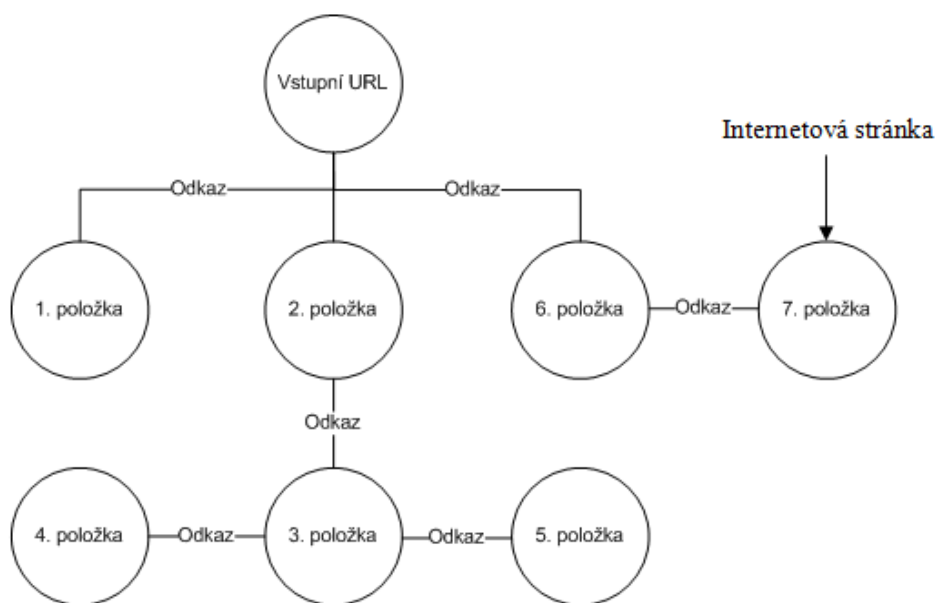 Vstupní URL
Internetová stránka
Odkaz
Odkaz
1. položka
2. položka
6. položka
Odkaz
7. položka
Odkaz
4. položka
Odkaz
3. položka
Odkaz
5. položka